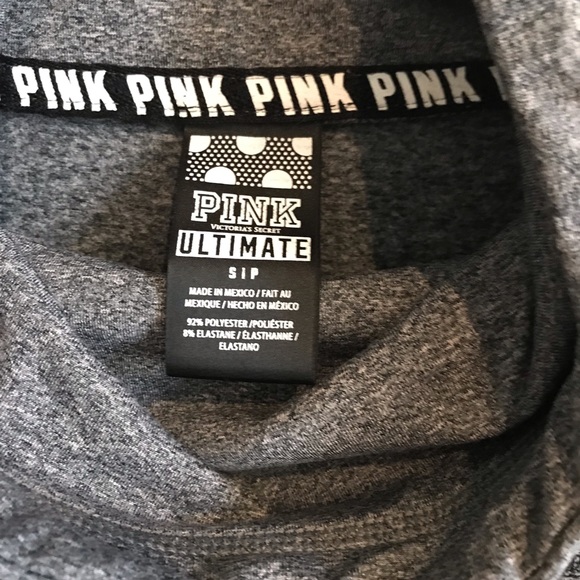 PINK PINK PINK PINK
PINK
VICTORIA'S SECRET
ULTIMATE
S | P
MADE IN MEXICO / FAIT AU
MEXIQUE / HECHO EN MÉXICO
92% POLYESTER /POLIÉSTER
8% ELASTANE / ÉLASTHANNE /
ELASTANO